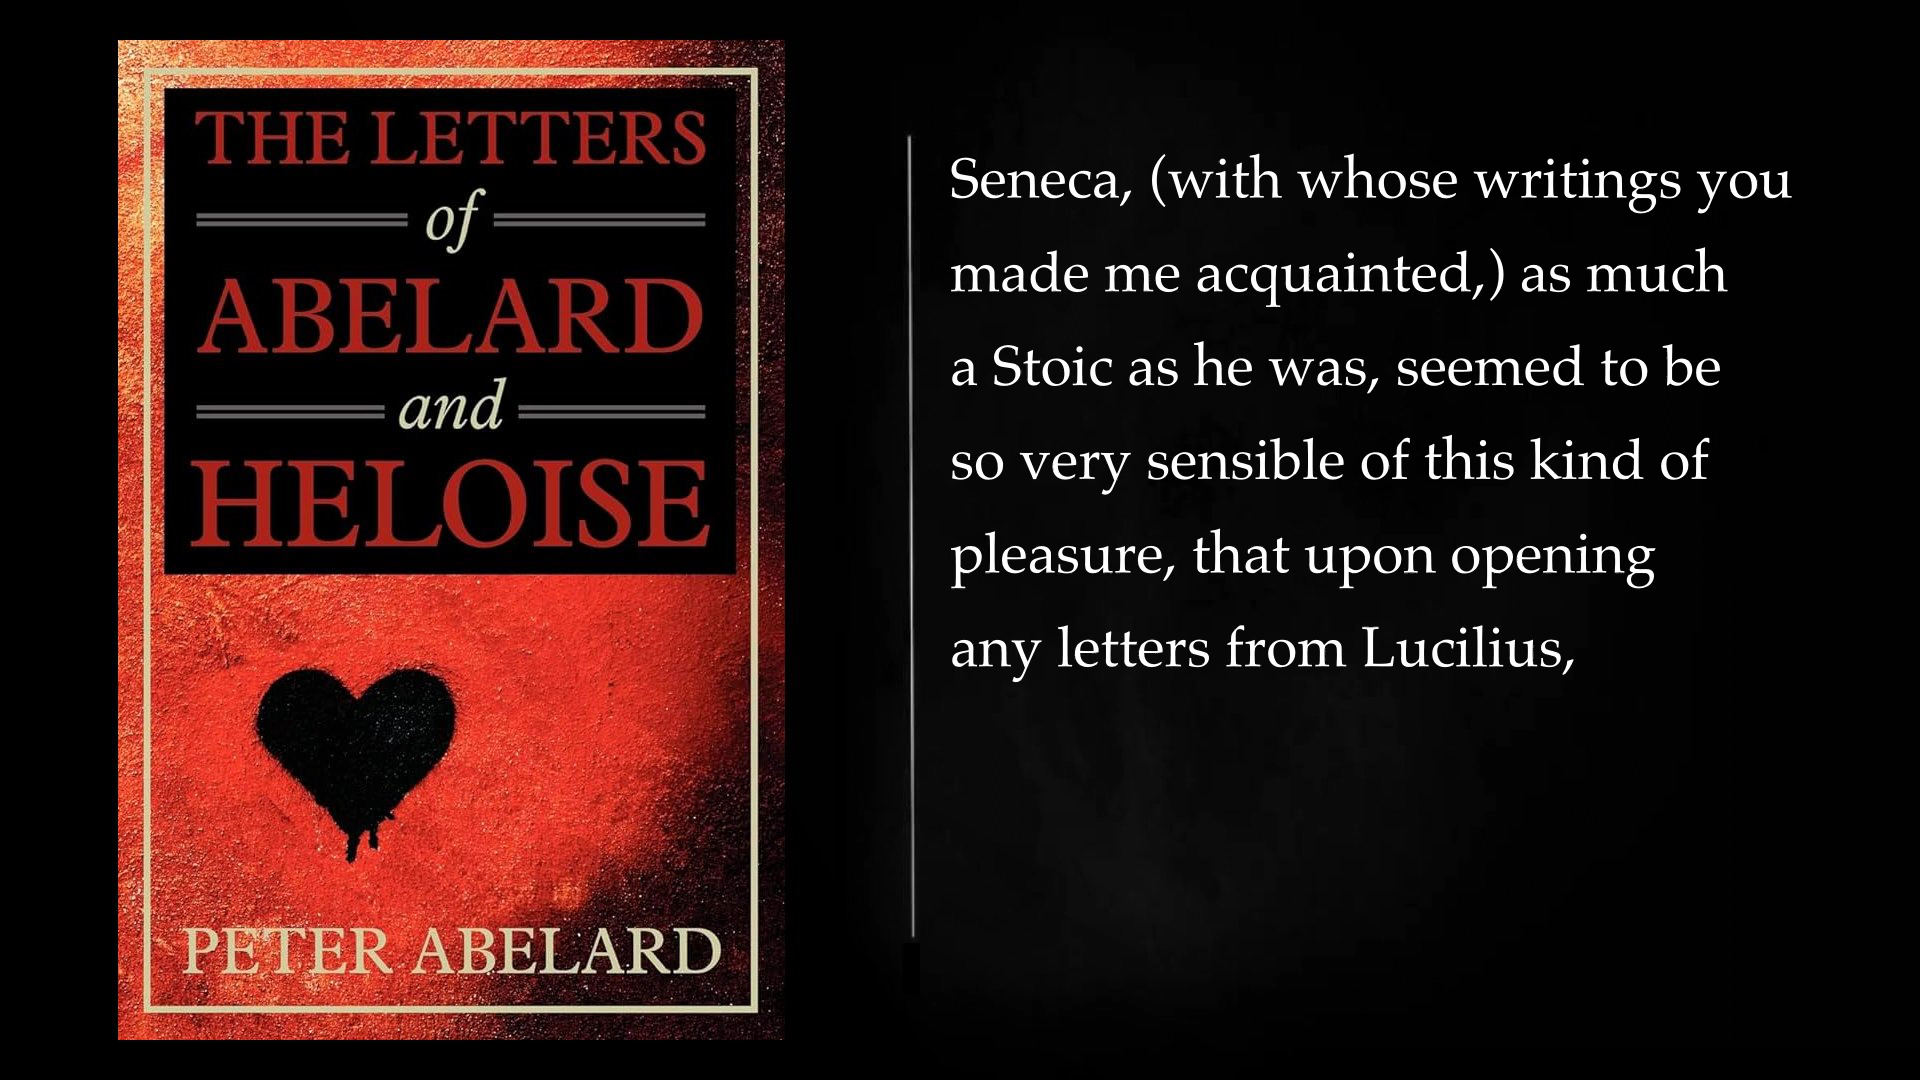 THE LETTERS
of
ABELARD
and
HELOISE
PETER ABELARD
Seneca, (with whose writings you
made me acquainted,) as much
a Stoic as he was, seemed to be
so very sensible of this kind of
pleasure, that upon opening
any letters from Lucilius,